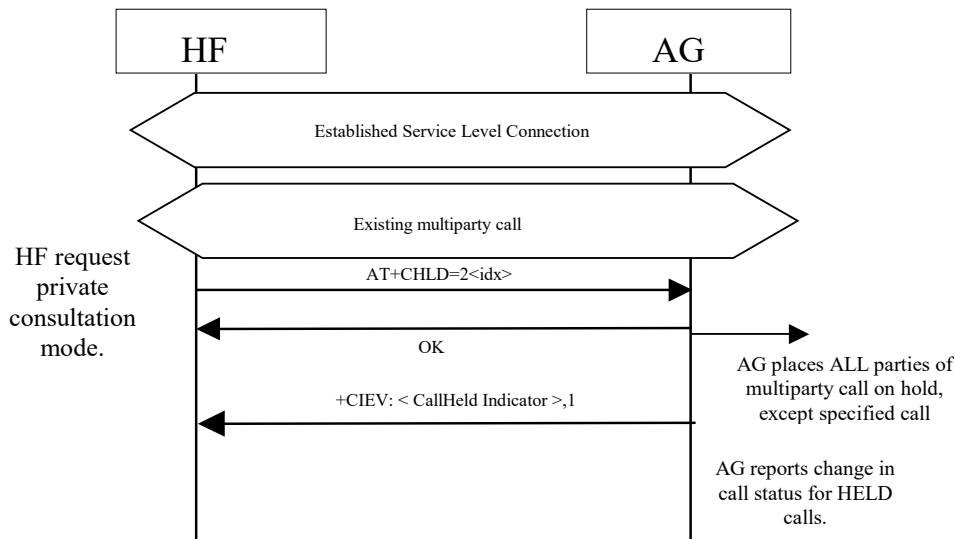 HF
AG
Established Service Level Connection
Existing multiparty call
HF request
private
consultation
mode.
AT+CHLD=2<idx>
OK
AG places ALL parties of
multiparty call on hold,
except specified call
+CIEV: < CallHeld Indicator >,1
AG reports change in
call status for HELD
calls.